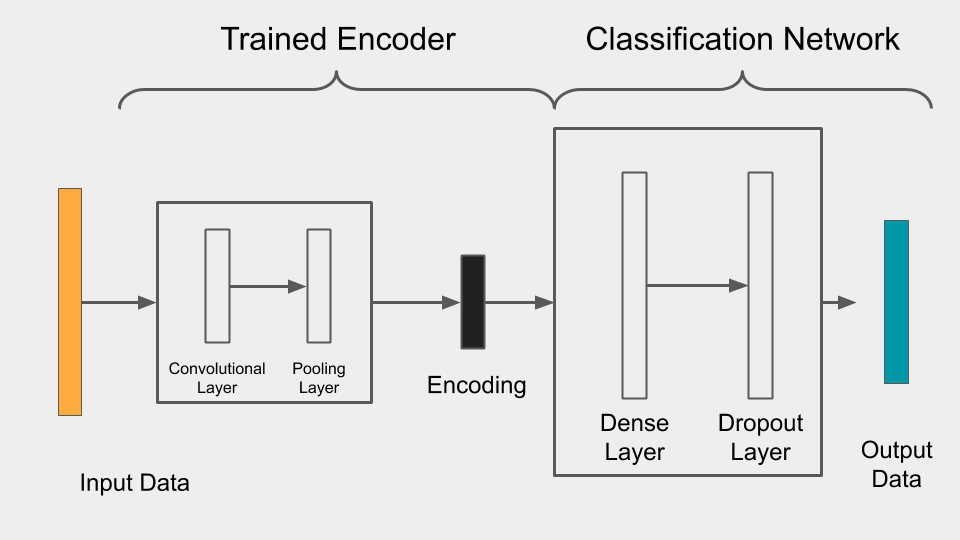 Trained Encoder
Classification Network
Convolutional
Layer
Pooling
Layer
Encoding
Dense
Layer
Dropout
Layer
Input Data
Output
Data